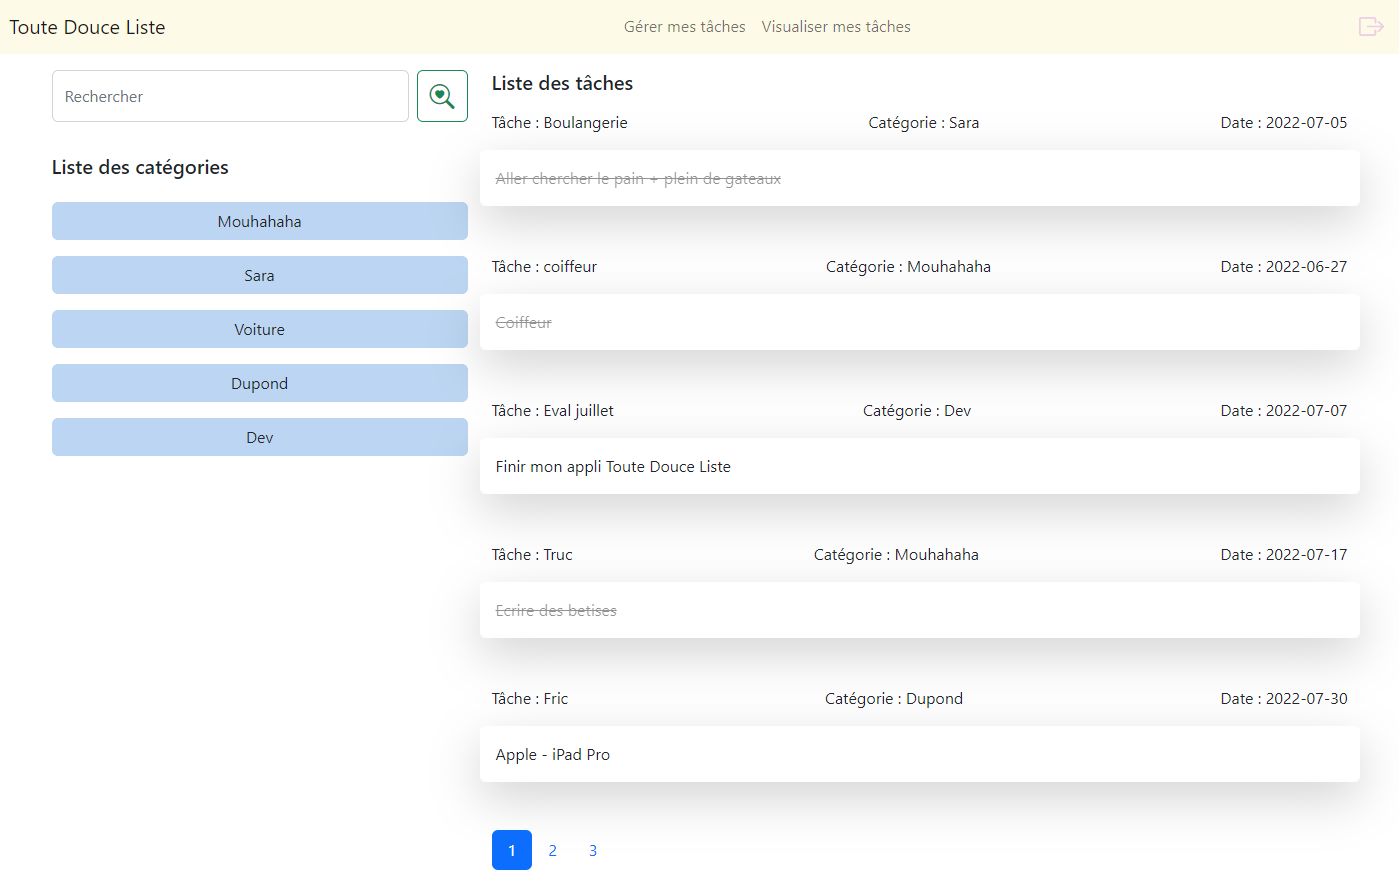 Toute Douce Liste
Gérer mes tâches
Visualiser mes tâches
Rechercher
Liste des catégories
Mouhahaha
Sara
Voiture
Dupond
Dev
Liste des tâches
Tâche : Boulangerie Catégorie : Sara Date : 2022-07-05
Aller chercher le pain + plein de gateaux
Tâche : coiffeur Catégorie : Mouhahaha Date : 2022-06-27
Coiffeur
Tâche : Eval juillet Catégorie : Dev Date : 2022-07-07
Finir mon appli Toute Douce Liste
Tâche : Truc Catégorie : Mouhahaha Date : 2022-07-17
Ecrire des betises
Tâche : Fric Catégorie : Dupond Date : 2022-07-30
Apple - iPad Pro
1 2 3